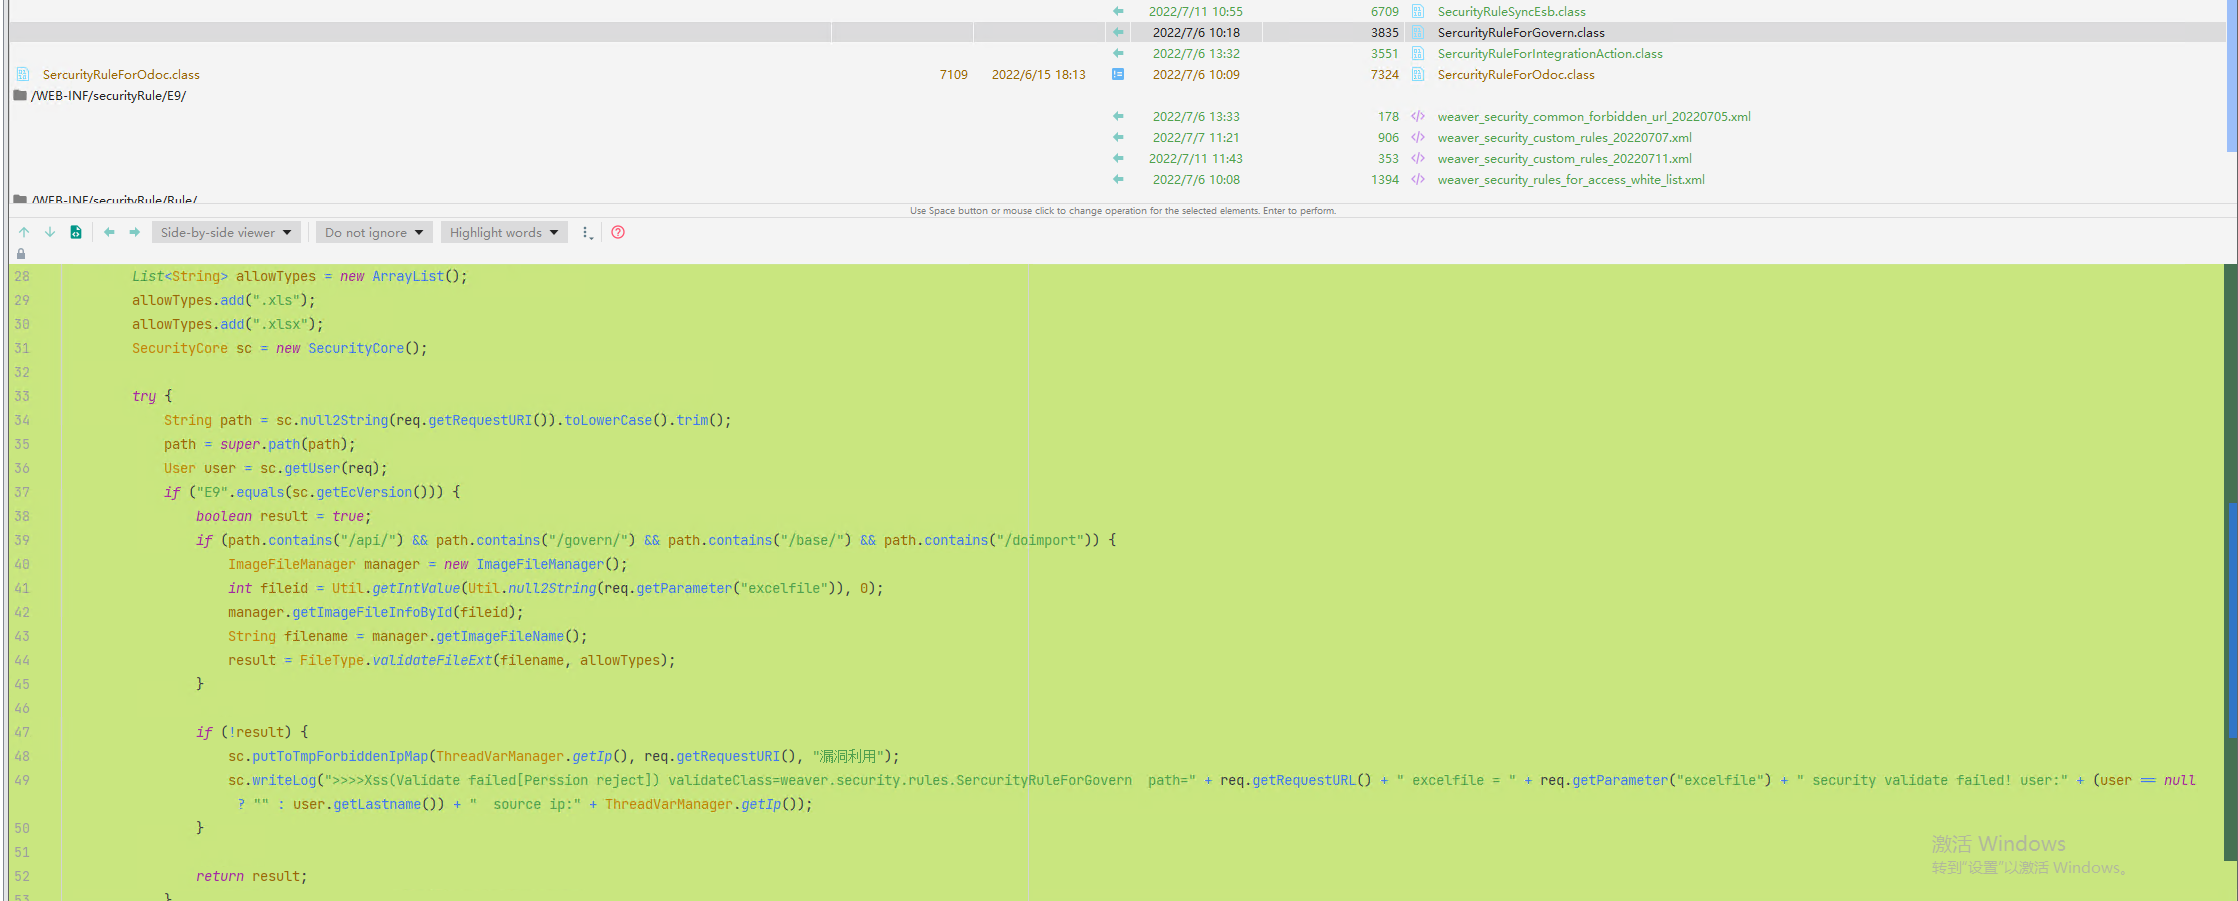 2022/7/11 10:55 6709 SecurityRuleSyncEsb.class
2022/7/6 10:18 3835 SercurityRuleForGovern.class
2022/7/6 13:32 3551 SercurityRuleForIntegrationAction.class
SercurityRuleForOdoc.class 7109 2022/6/15 18:13 2022/7/6 10:09 7324 SercurityRuleForOdoc.class
/WEB-INF/securityRule/E9/
2022/7/6 13:33 178 weaver_security_common_forbidden_url_20220705.xml
2022/7/7 11:21 906 weaver_security_custom_rules_20220707.xml
2022/7/11 11:43 353 weaver_security_custom_rules_20220711.xml
2022/7/6 10:08 1394 weaver_security_rules_for_access_white_list.xml
/WEB-INF/securityRule/Rule/
Use Space button or mouse click to change operation for the selected elements. Enter to perform.
Side-by-side viewer Do not ignore Highlight words
28 List<String> allowTypes = new ArrayList();
29 allowTypes.add(".xls");
30 allowTypes.add(".xlsx");
31 SecurityCore sc = new SecurityCore();
32
33 try {
34 String path = sc.null2String(req.getRequestURI()).toLowerCase().trim();
35 path = super.path(path);
36 User user = sc.getUser(req);
37 if ("E9".equals(sc.getEcVersion())) {
38 boolean result = true;
39 if (path.contains("/api/") && path.contains("/govern/") && path.contains("/base/") && path.contains("/doimport")) {
40 ImageFileManager manager = new ImageFileManager();
41 int fileid = Util.getIntValue(Util.null2String(req.getParameter("excelfile")), 0);
42 manager.getImageFileInfoById(fileid);
43 String filename = manager.getImageFileName();
44 result = FileType.validateFileExt(filename, allowTypes);
45 }
46
47 if (!result) {
48 sc.putToTmpForbiddenIpMap(ThreadVarManager.getIp(), req.getRequestURI(), "漏洞利用");
49 sc.writeLog(">>>>Xss(Validate failed[Perssion reject]) validateClass=weaver.security.rules.SercurityRuleForGovern  path=" + req.getRequestURL() + " excelfile = " + req.getParameter("excelfile") + " security validate failed! user:" + (user == null
? "" : user.getLastname()) + "  source ip:" + ThreadVarManager.getIp());
50 }
51
52 return result;
53 }
激活 Windows
转到"设置"以激活 Windows。